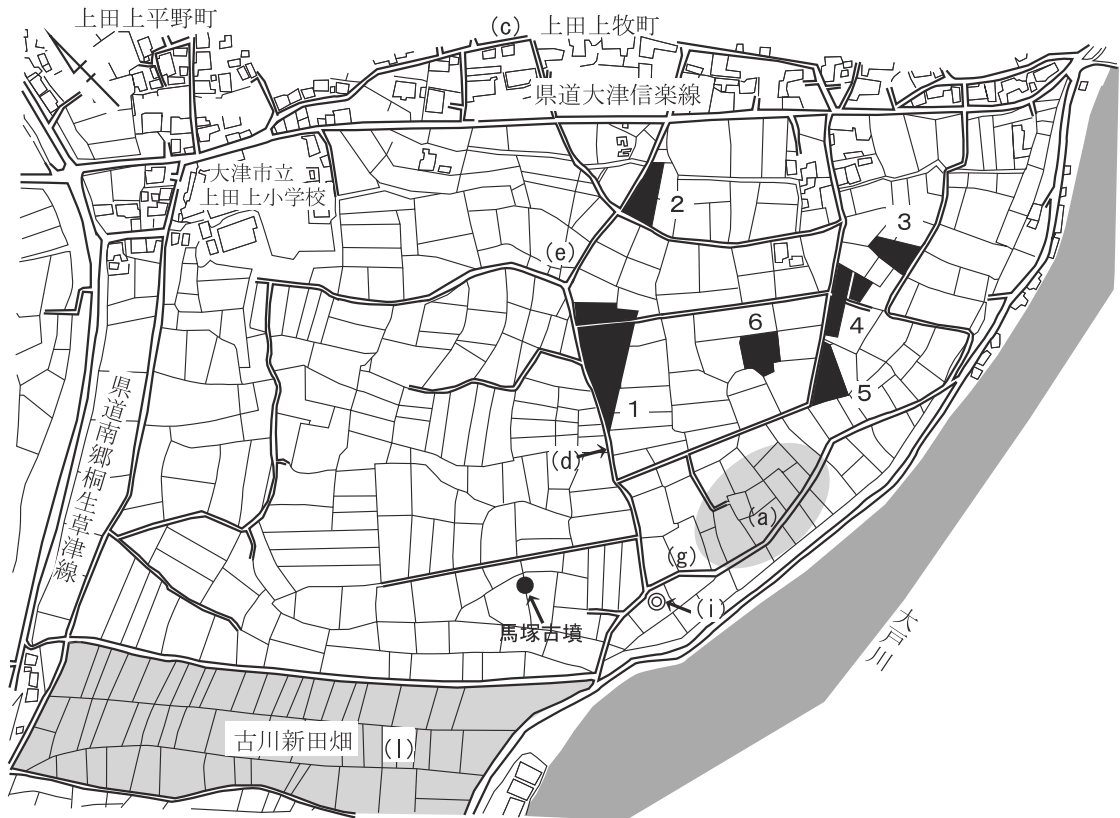 上田上平野町
(c)
上田上牧町
県道大津信楽線
大津市立
上田上小学校
2
3
(e)
4
6
1
5
県道南郷桐生草津線
(d)
(a)
(g)
(i)
馬塚古墳
大戸川
古川新田畑
(l)